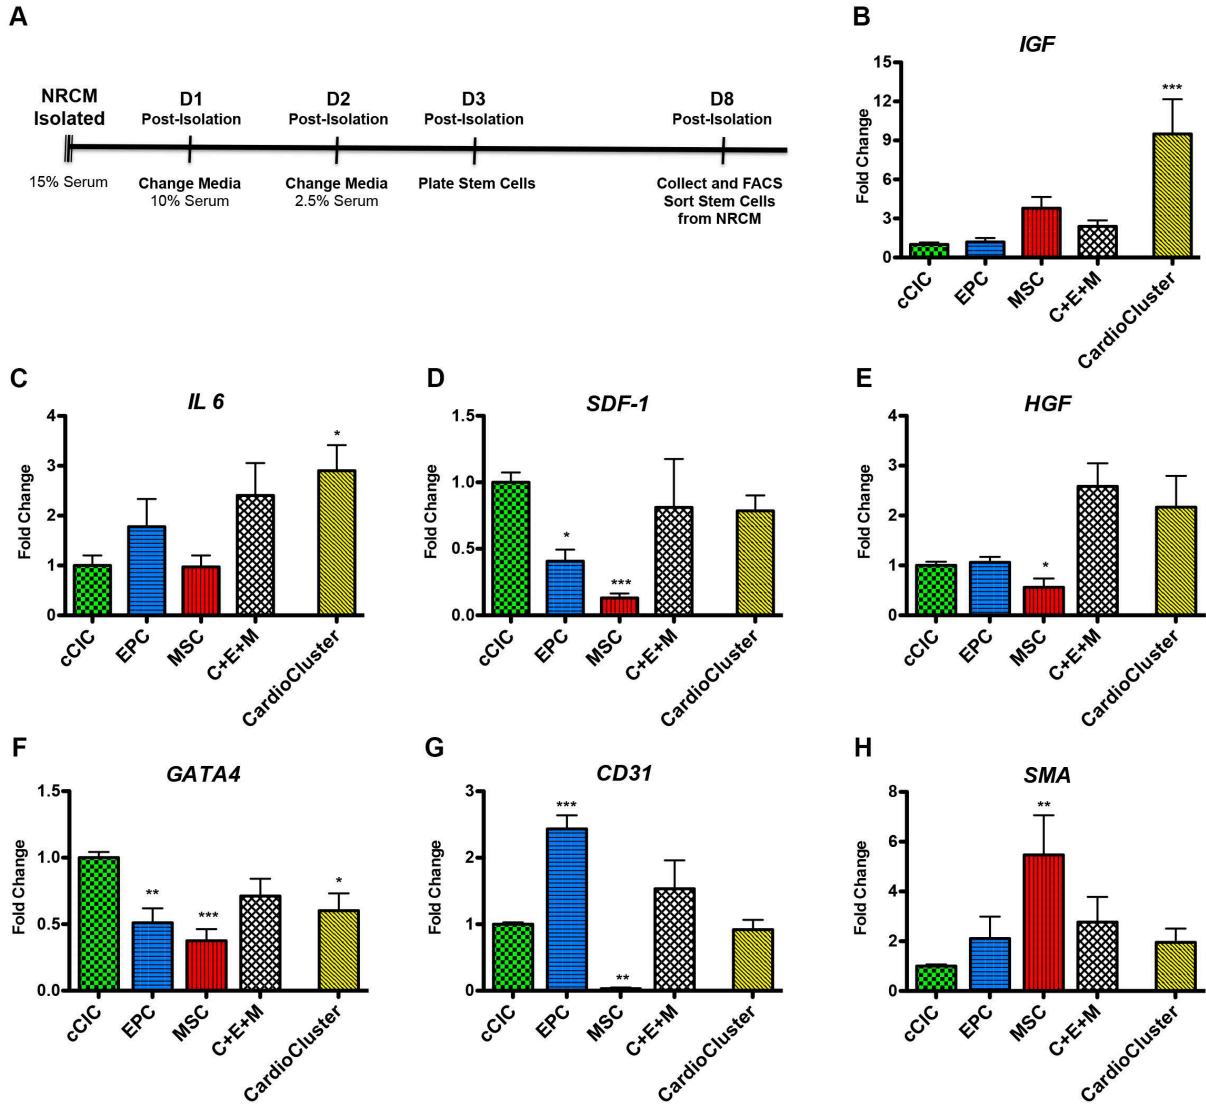 A
NRCM
Isolated
15% Serum
D1
Post-Isolation
Change Media
10% Serum
D2
Post-Isolation
Change Media
2.5% Serum
D3
Post-Isolation
Plate Stem Cells
D8
Post-Isolation
Collect and FACS
Sort Stem Cells
from NRCM
B
IGF
Fold Change
15
12
9
6
3
0
***
cCIC
EPC
MSC
C+E+M
CardioCluster
C
IL 6
Fold Change
4
3
2
1
0
*
cCIC
EPC
MSC
C+E+M
CardioCluster
D
SDF-1
Fold Change
1.5
1.0
0.5
0.0
*
***
cCIC
EPC
MSC
C+E+M
CardioCluster
E
HGF
Fold Change
4
3
2
1
0
*
cCIC
EPC
MSC
C+E+M
CardioCluster
F
GATA4
Fold Change
1.5
1.0
0.5
0.0
**
***
*
cCIC
EPC
MSC
C+E+M
CardioCluster
G
CD31
Fold Change
3
2
1
0
***
**
cCIC
EPC
MSC
C+E+M
CardioCluster
H
SMA
Fold Change
8
6
4
2
0
**
cCIC
EPC
MSC
C+E+M
CardioCluster